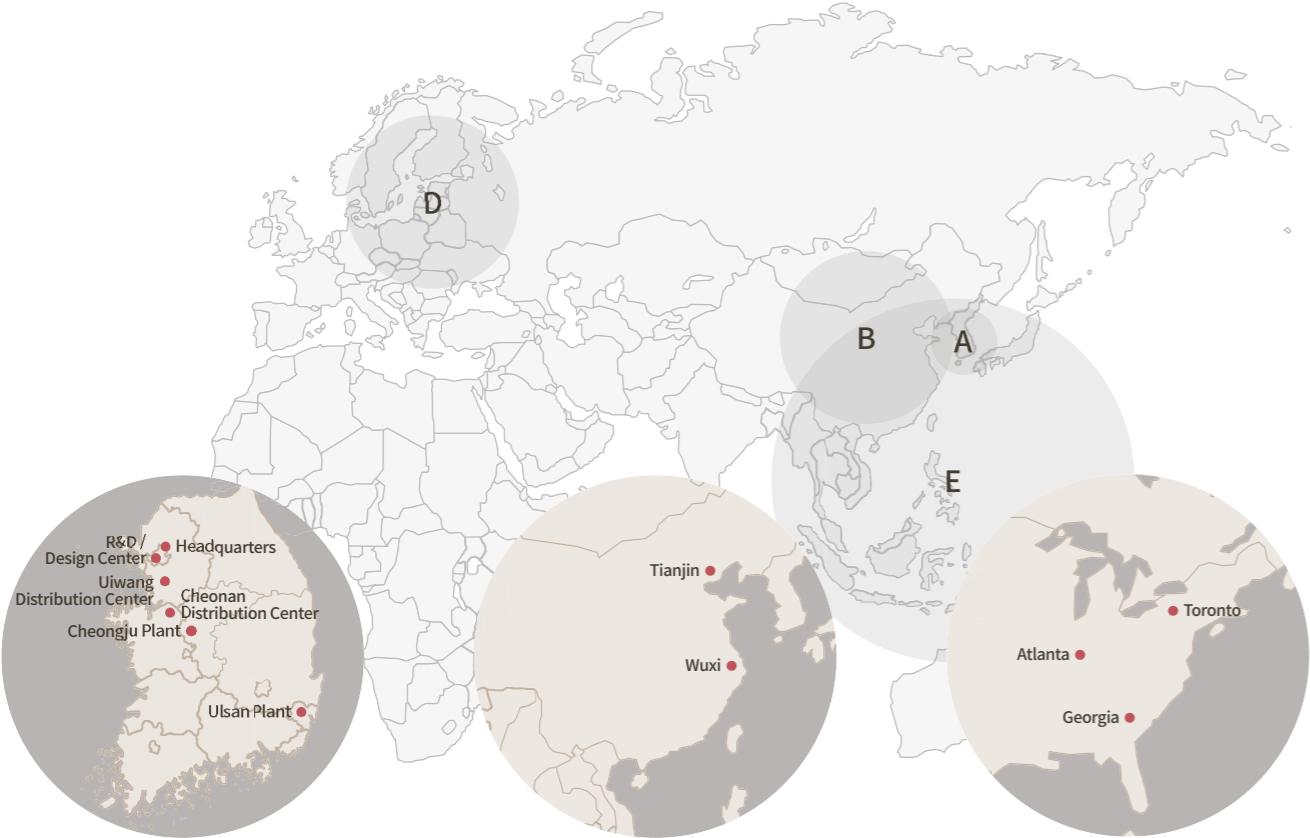 D
B
A
E
R&D /
Design Center
Headquarters
Uiwang
Distribution Center
Cheonan
Distribution Center
Cheongju Plant
Ulsan Plant
Tianjin
Wuxi
Toronto
Atlanta
Georgia